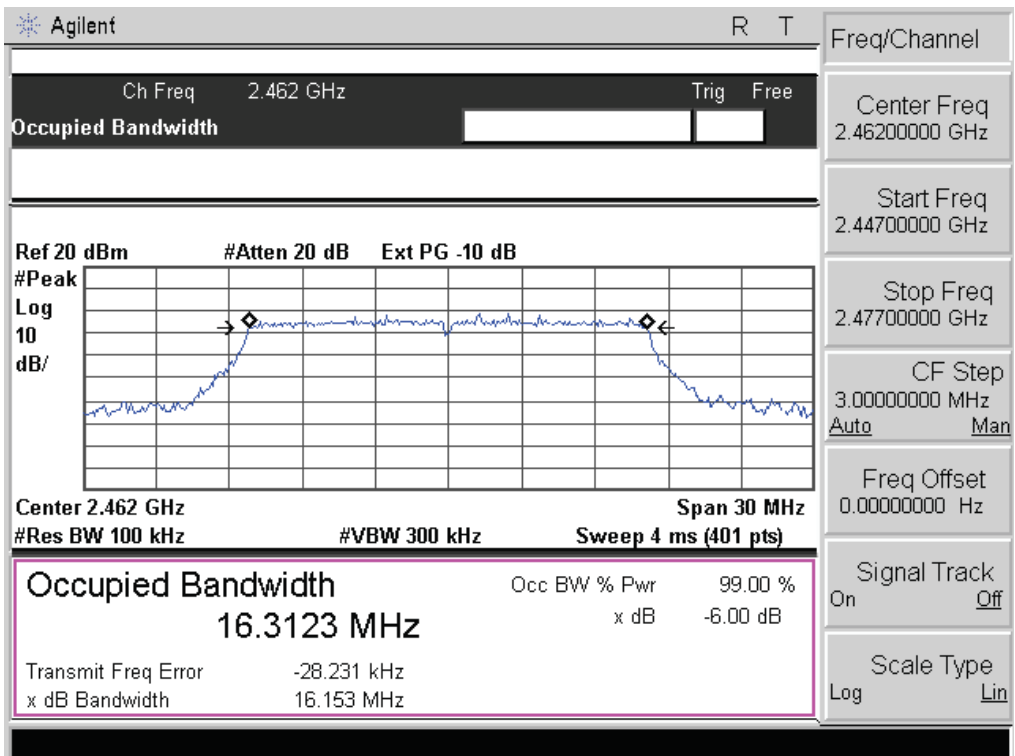 Agilent R T
Ch Freq 2.462 GHz Trig Free
Occupied Bandwidth
Ref 20 dBm #Atten 20 dB Ext PG -10 dB
#Peak
Log
10
dB/
Center 2.462 GHz Span 30 MHz
#Res BW 100 kHz #VBW 300 kHz Sweep 4 ms (401 pts)
Occupied Bandwidth
16.3123 MHz
Occ BW % Pwr 99.00 %
x dB -6.00 dB
Transmit Freq Error -28.231 kHz
x dB Bandwidth 16.153 MHz
Freq/Channel
Center Freq
2.46200000 GHz
Start Freq
2.44700000 GHz
Stop Freq
2.47700000 GHz
CF Step
3.00000000 MHz
Auto Man
Freq Offset
0.00000000 Hz
Signal Track
On Off
Scale Type
Log Lin